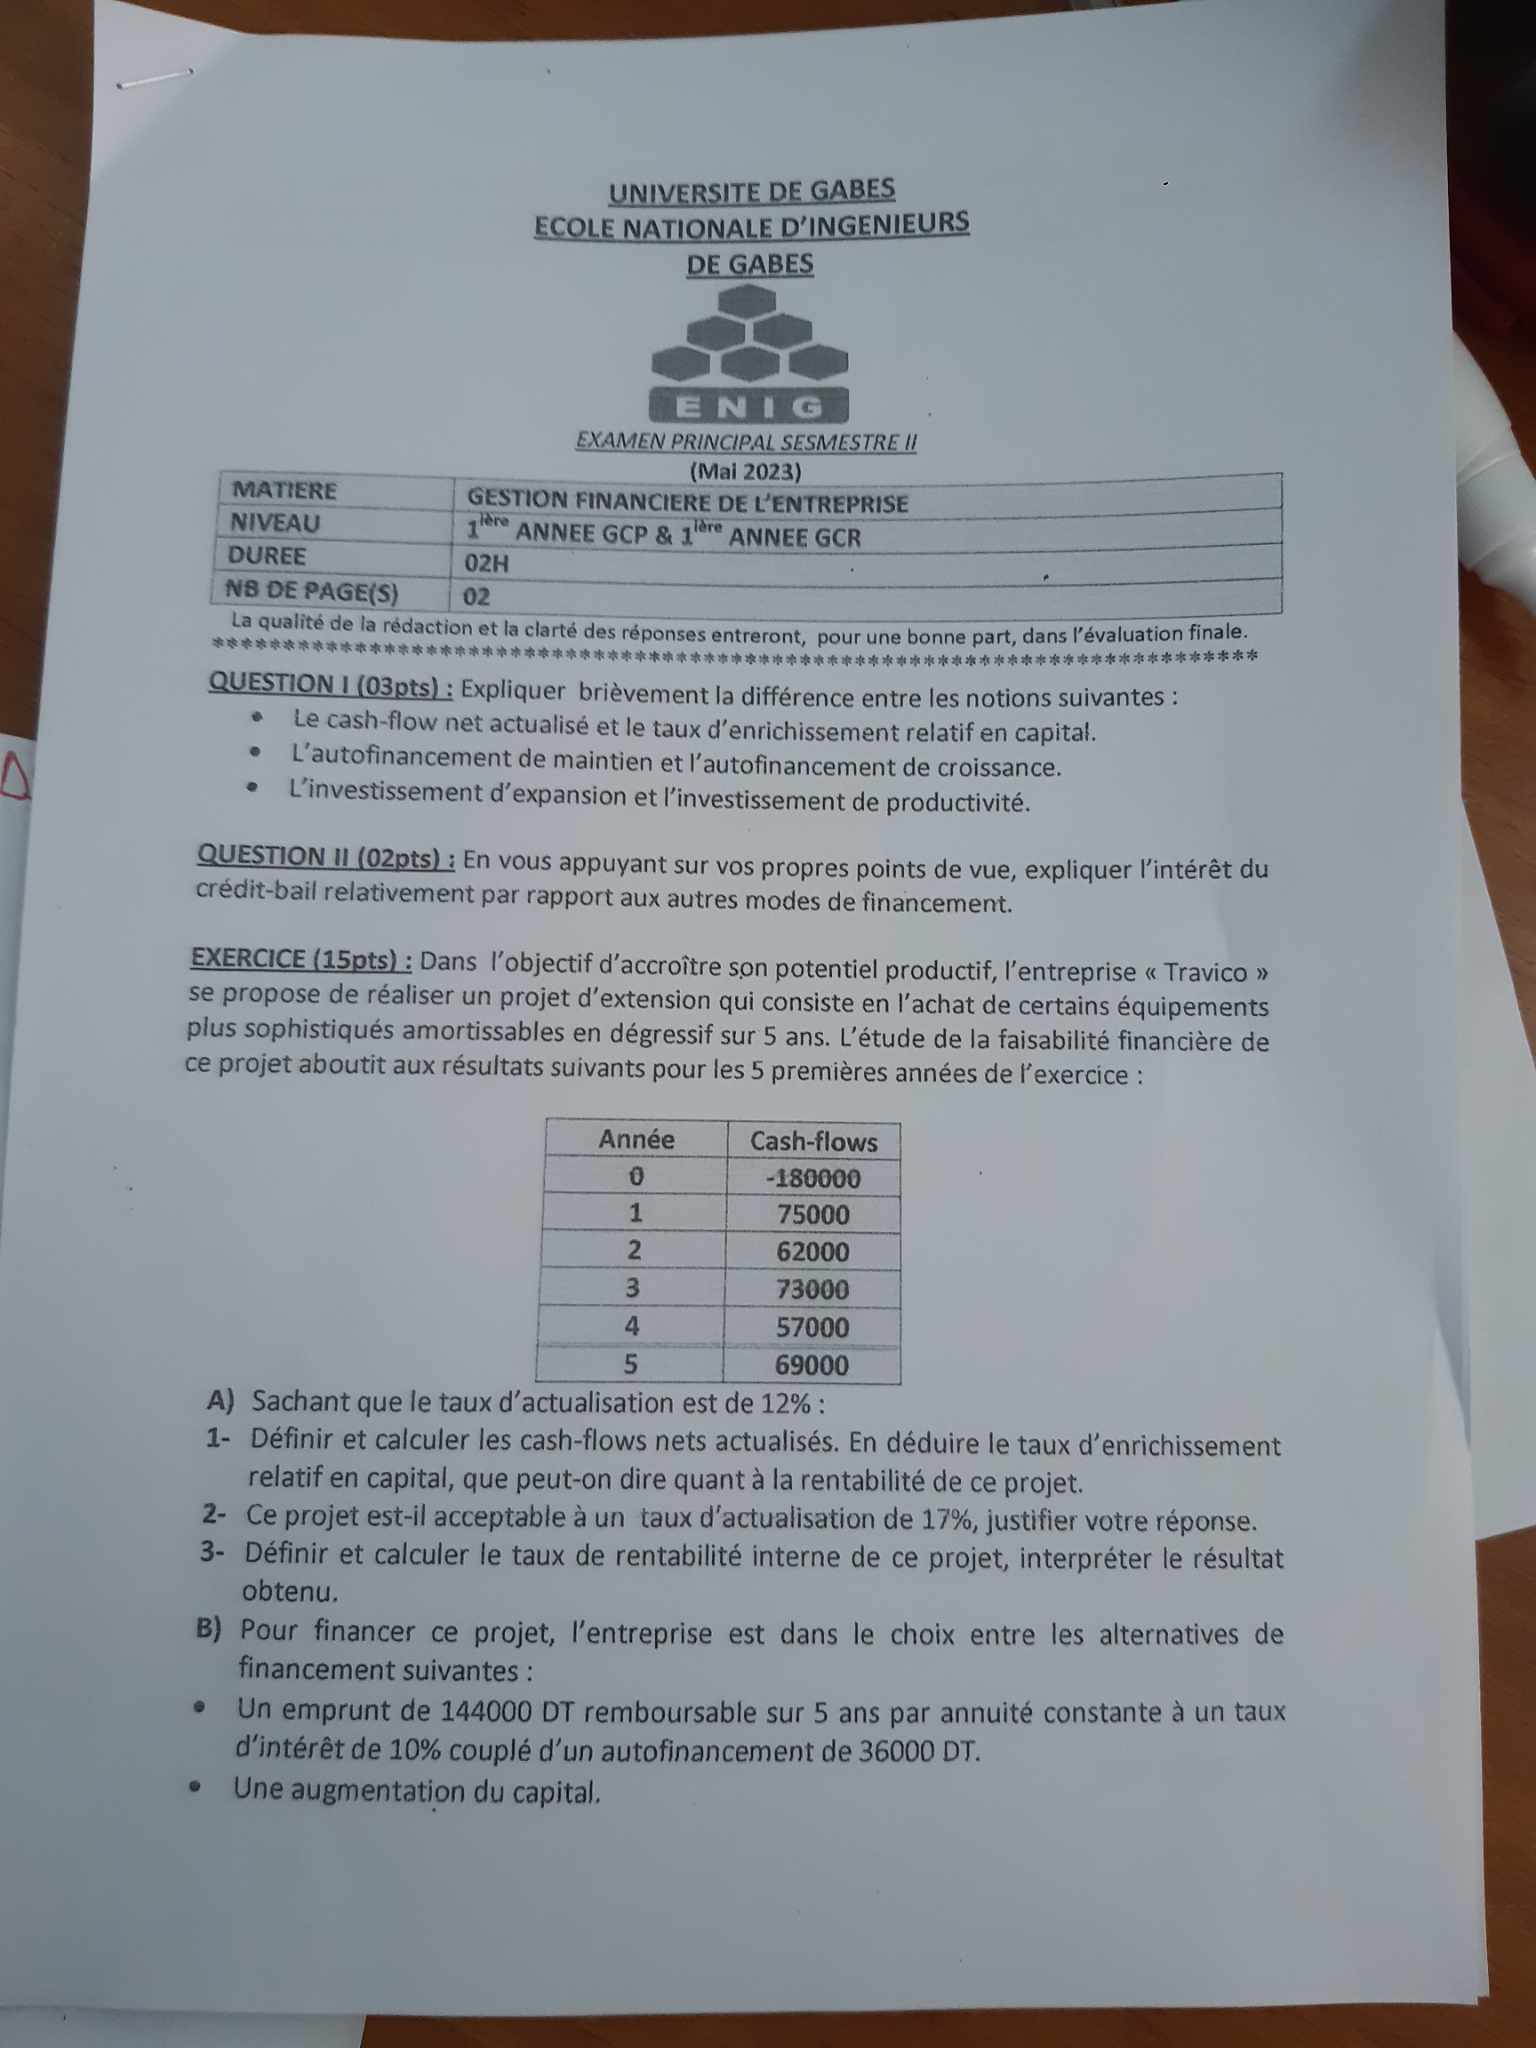 UNIVERSITE DE GABES
ECOLE NATIONALE D'INGENIEURS
DE GABES
ENIG
EXAMEN PRINCIPAL SESMESTRE II
(Mai 2023)
MATIERE GESTION FINANCIERE DE L'ENTREPRISE
NIVEAU 1ière ANNEE GCP & 1ière ANNEE GCR
DUREE 02H
NB DE PAGE(S) 02
La qualité de la rédaction et la clarté des réponses entreront, pour une bonne part, dans l'évaluation finale.
QUESTION I (03pts) : Expliquer brièvement la différence entre les notions suivantes :
• Le cash-flow net actualisé et le taux d'enrichissement relatif en capital.
• L'autofinancement de maintien et l'autofinancement de croissance.
• L'investissement d'expansion et l'investissement de productivité.
QUESTION II (02pts) : En vous appuyant sur vos propres points de vue, expliquer l'intérêt du
crédit-bail relativement par rapport aux autres modes de financement.
EXERCICE (15pts) : Dans l'objectif d'accroître son potentiel productif, l'entreprise « Travico »
se propose de réaliser un projet d'extension qui consiste en l'achat de certains équipements
plus sophistiqués amortissables en dégressif sur 5 ans. L'étude de la faisabilité financière de
ce projet aboutit aux résultats suivants pour les 5 premières années de l'exercice :
Année Cash-flows
0 -180000
1 75000
2 62000
3 73000
4 57000
5 69000
A) Sachant que le taux d'actualisation est de 12% :
1- Définir et calculer les cash-flows nets actualisés. En déduire le taux d'enrichissement
relatif en capital, que peut-on dire quant à la rentabilité de ce projet.
2- Ce projet est-il acceptable à un taux d'actualisation de 17%, justifier votre réponse.
3- Définir et calculer le taux de rentabilité interne de ce projet, interpréter le résultat
obtenu.
B) Pour financer ce projet, l'entreprise est dans le choix entre les alternatives de
financement suivantes :
• Un emprunt de 144000 DT remboursable sur 5 ans par annuité constante à un taux
d'intérêt de 10% couplé d'un autofinancement de 36000 DT.
• Une augmentation du capital.